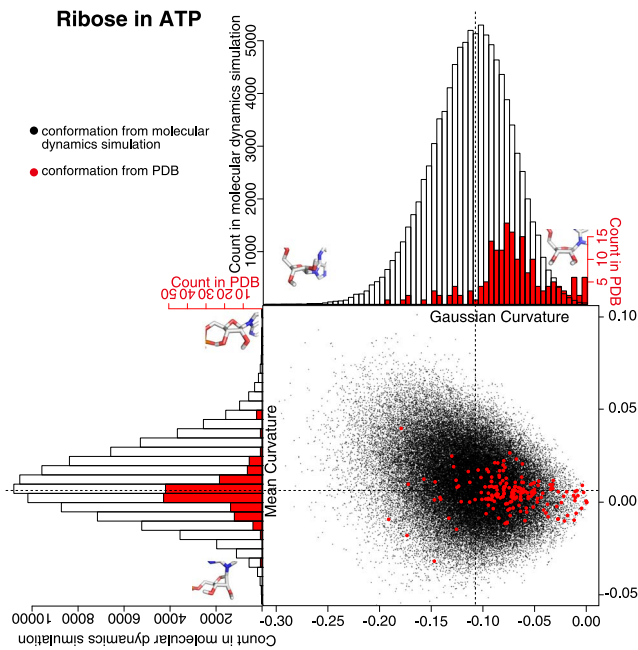 Ribose in ATP
conformation from molecular
dynamics simulation
conformation from PDB
Count in molecular dynamics simulation
1000
2000
3000
4000
5000
Count in PDB
5
10
15
Count in PDB
50
40
30
20
10
Gaussian Curvature
Mean Curvature
0.10
0.05
0.00
-0.05
-0.30
-0.20
-0.15
-0.10
-0.05
0.00
10000
8000
6000
4000
2000
Count in molecular dynamics simulation